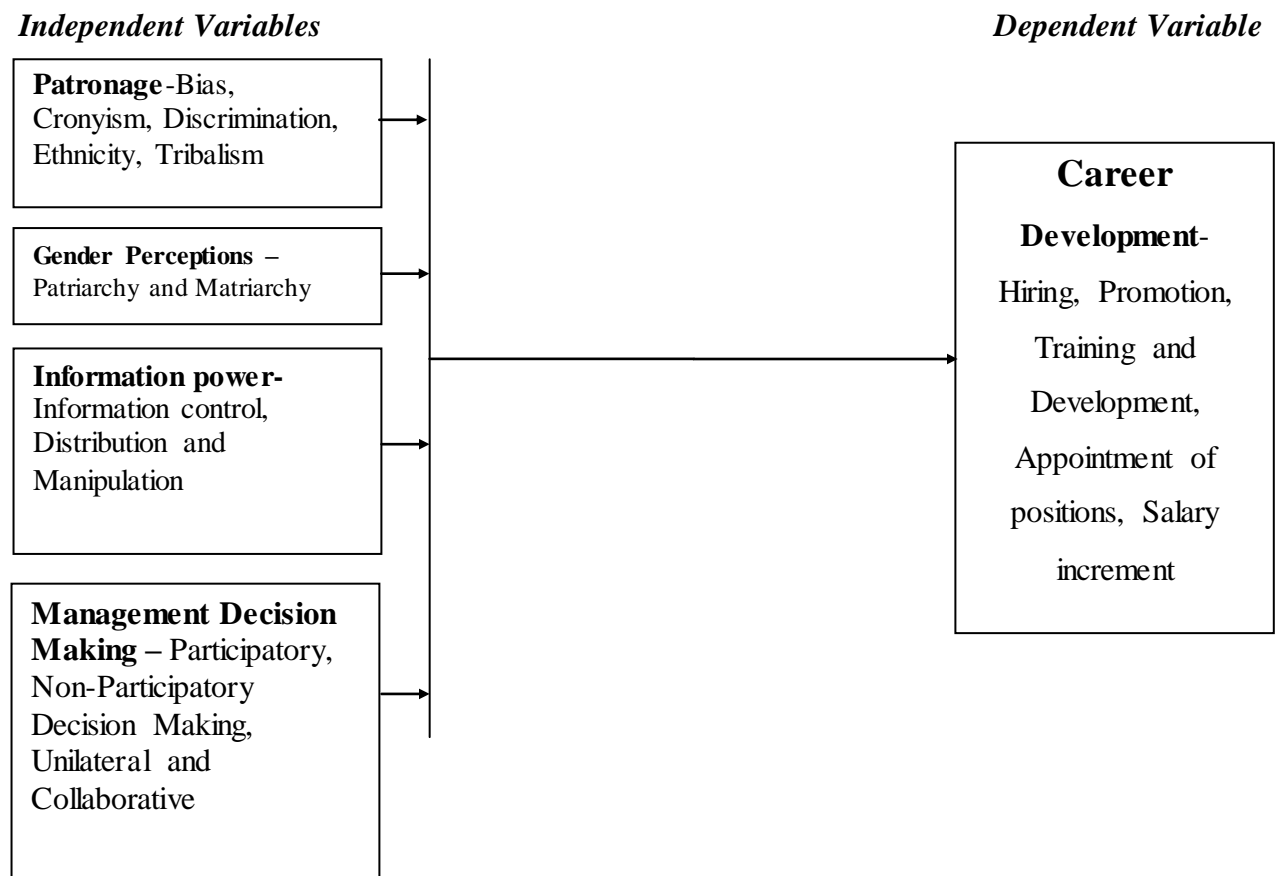 Independent Variables
Dependent Variable
Patronage-Bias,
Cronyism, Discrimination,
Ethnicity, Tribalism
Gender Perceptions –
Patriarchy and Matriarchy
Information power-
Information control,
Distribution and
Manipulation
Management Decision
Making – Participatory,
Non-Participatory
Decision Making,
Unilateral and
Collaborative
Career
Development-
Hiring, Promotion,
Training and
Development,
Appointment of
positions, Salary
increment